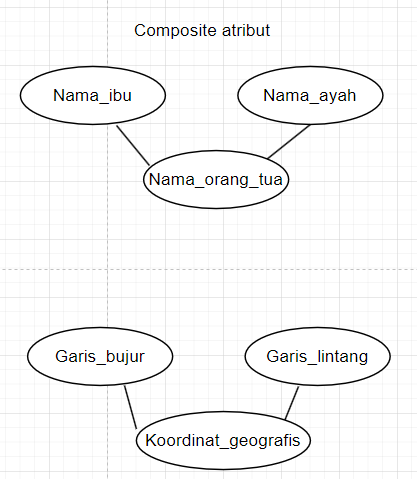 Composite atribut
Nama_ibu
Nama_ayah
Nama_orang_tua
Garis_bujur
Garis_lintang
Koordinat_geografis